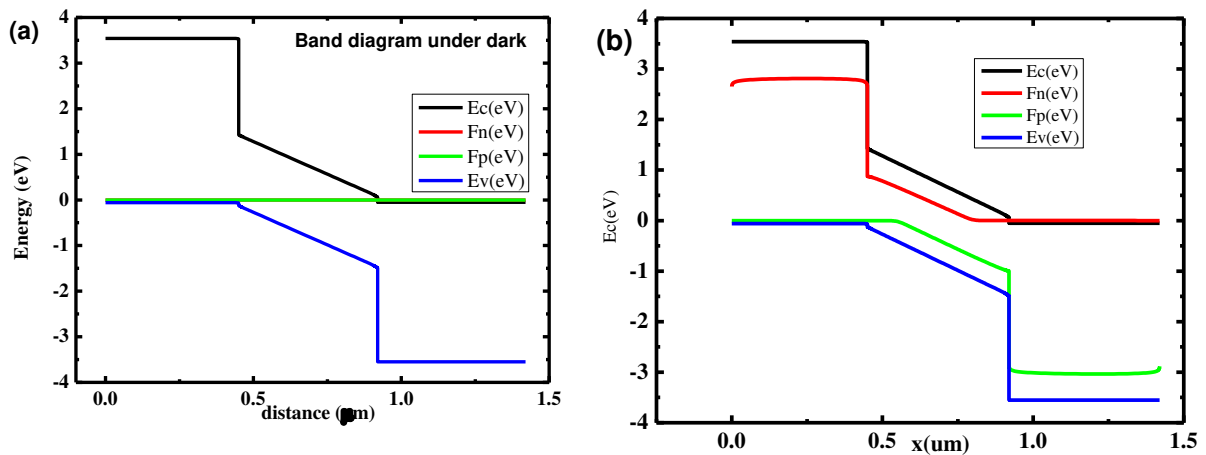 (a)
Band diagram under dark
Energy (eV)
4
3
2
1
0
-1
-2
-3
-4
0.0
0.5
1.0
1.5
distance (μm)
Ec(eV)
Fn(eV)
Fp(eV)
Ev(eV)
(b)
Ec(eV)
4
3
2
1
0
-1
-2
-3
-4
0.0
0.5
1.0
1.5
x(um)
Ec(eV)
Fn(eV)
Fp(eV)
Ev(eV)